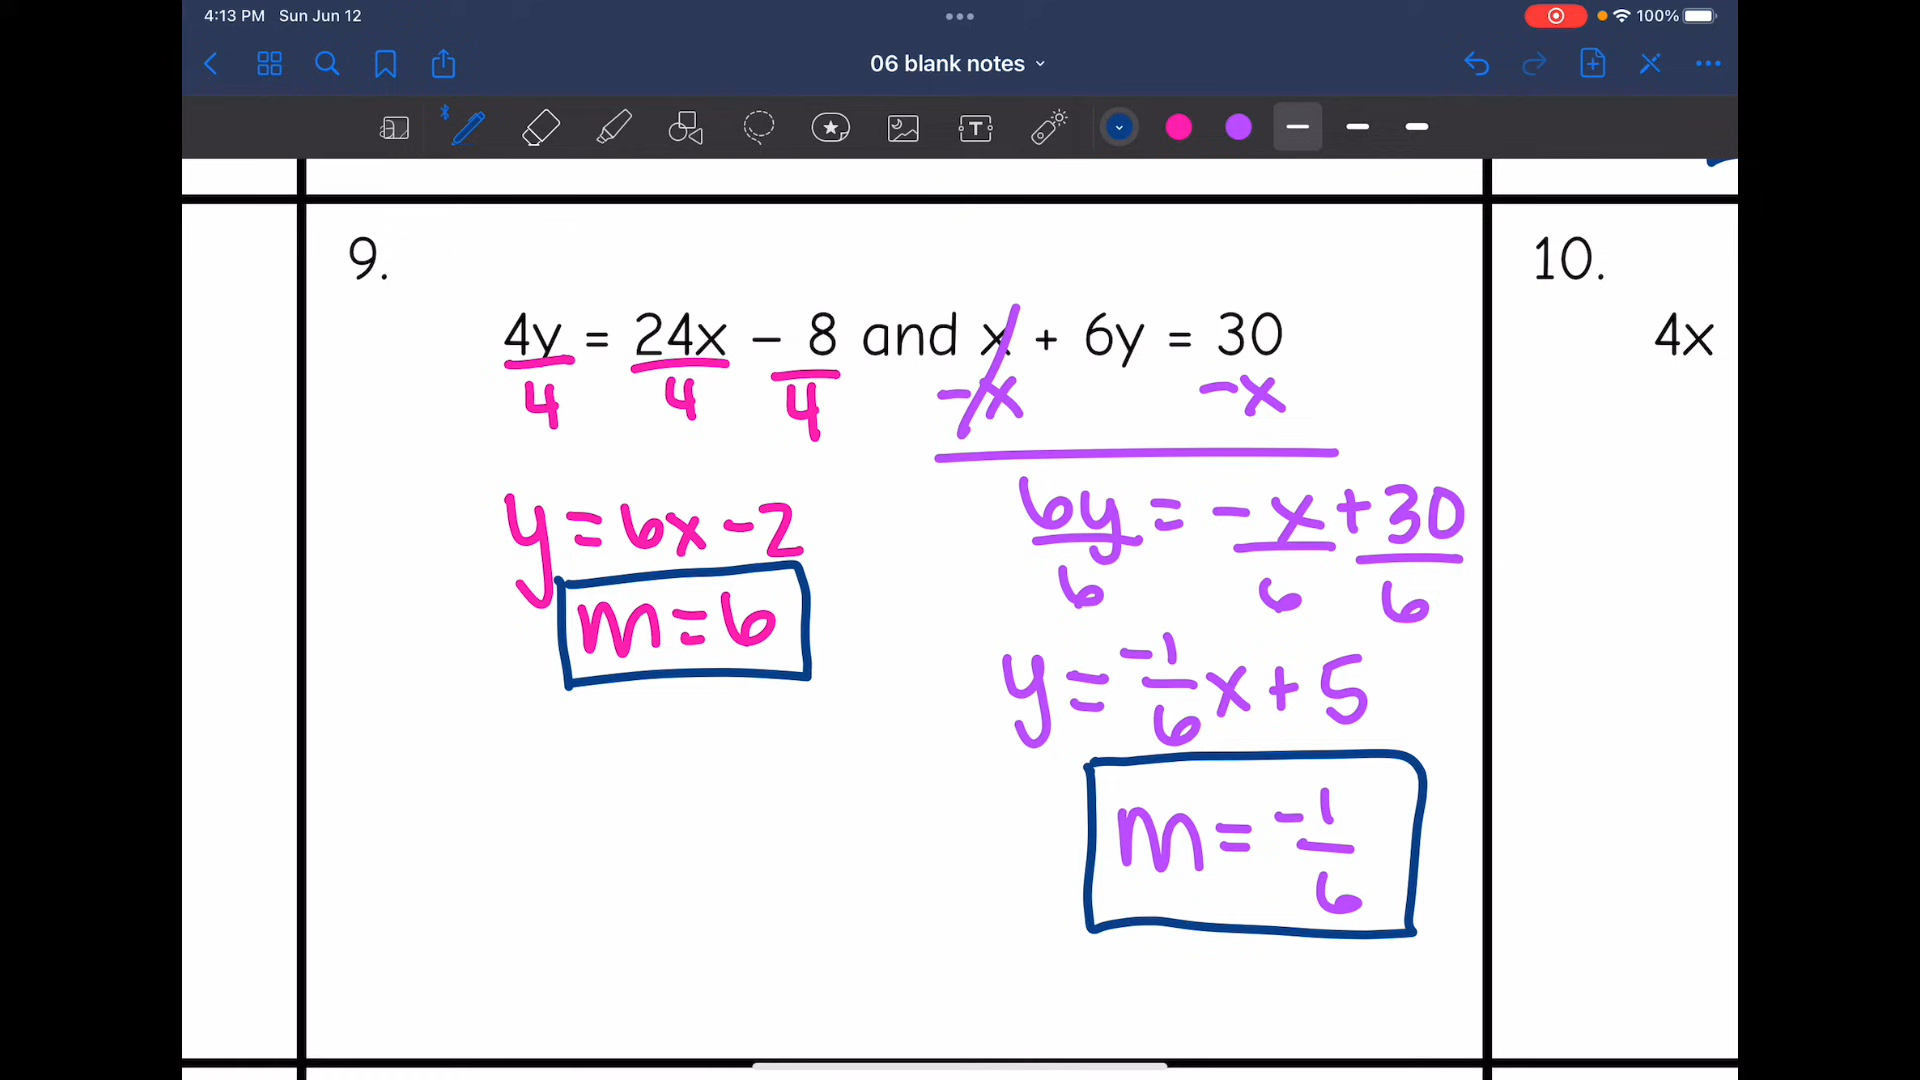 4:13 PM Sun Jun 12
100%
06 blank notes
T
9.
10.
4y = 24x – 8 and x + 6y = 30
4x
4 4 4
-x -x
6y = -x + 30
6 6 6
y = 6x - 2
m = 6
y = -1/6 x + 5
m = -1/6